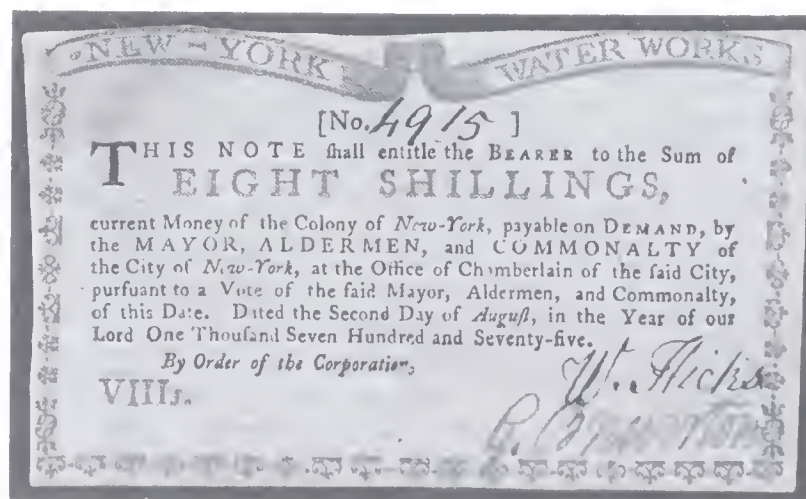 NEW-YORK WATER WORKS
[No. 4915 ]
THIS NOTE ſhall entitle the BEARER to the Sum of
EIGHT SHILLINGS,
current Money of the Colony of New-York, payable on DEMAND, by
the MAYOR, ALDERMEN, and COMMONALTY of
the City of New-York, at the Office of Chamberlain of the ſaid City,
purſuant to a Vote of the ſaid Mayor, Aldermen, and Commonalty,
of this Date. Dated the Second Day of Auguſt, in the Year of our
Lord One Thouſand Seven Hundred and Seventy-five.
By Order of the Corporation,
Wt. Hicks
VIIIs.